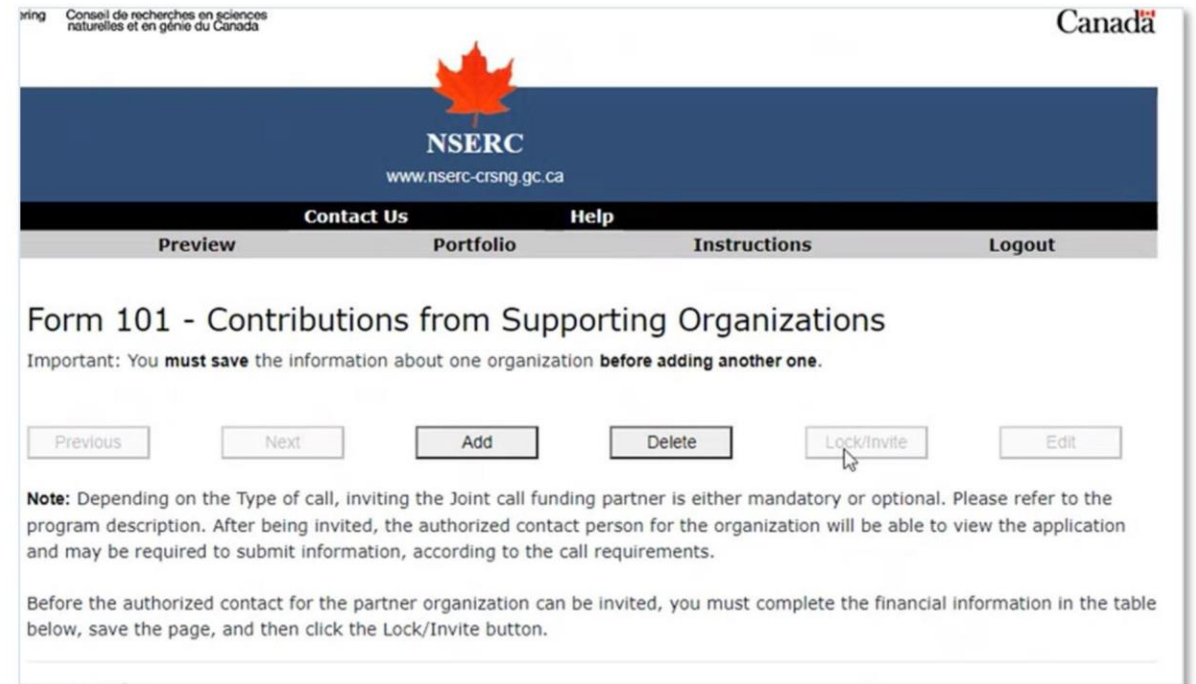 ering Conseil de recherches en sciences
naturelles et en génie du Canada
Canada
NSERC
www.nserc-crsng.gc.ca
Contact Us Help
Preview Portfolio Instructions Logout
Form 101 - Contributions from Supporting Organizations
Important: You must save the information about one organization before adding another one.
Previous Next Add Delete Lock/Invite Edit
Note: Depending on the Type of call, inviting the Joint call funding partner is either mandatory or optional. Please refer to the
program description. After being invited, the authorized contact person for the organization will be able to view the application
and may be required to submit information, according to the call requirements.
Before the authorized contact for the partner organization can be invited, you must complete the financial information in the table
below, save the page, and then click the Lock/Invite button.